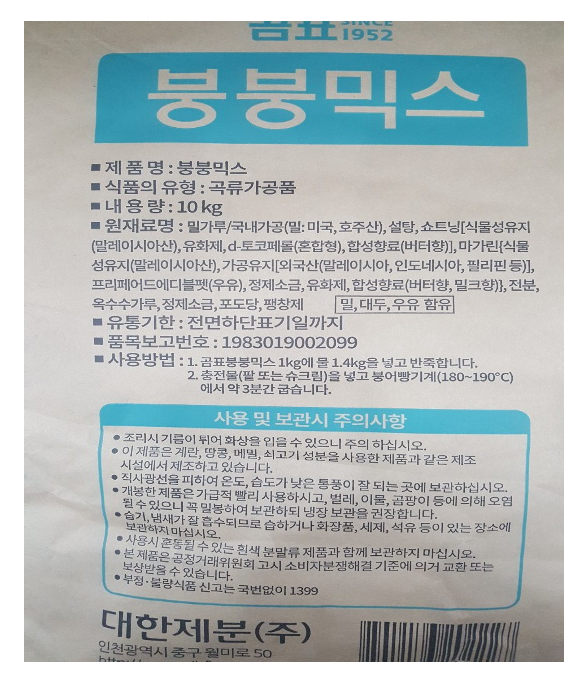 곰표 SINCE 1952
붕붕믹스
■ 제 품 명 : 붕붕믹스
■ 식품의 유형 : 곡류가공품
■ 내 용 량 : 10 kg
■ 원재료명 : 밀가루/국내가공(밀: 미국, 호주산), 설탕, 쇼트닝[식물성유지
(말레이시아산), 유화제, d-토코페롤(혼합형), 합성향료(버터향)], 마가린{식물
성유지(말레이시아산), 가공유지[외국산(말레이시아, 인도네시아, 필리핀 등)],
프리페어드에디블펫(우유), 정제소금, 유화제, 합성향료(버터향, 밀크향)}, 전분,
옥수수가루, 정제소금, 포도당, 팽창제 밀, 대두, 우유 함유
■ 유통기한 : 전면하단표기일까지
■ 품목보고번호 : 1983019002099
■ 사용방법 : 1. 곰표붕붕믹스 1kg에 물 1.4kg을 넣고 반죽합니다.
2. 충전물(팥 또는 슈크림)을 넣고 붕어빵기계(180~190°C)
에서 약 3분간 굽습니다.
사용 및 보관시 주의사항
● 조리시 기름이 튀어 화상을 입을 수 있으니 주의 하십시오.
● 이 제품은 계란, 땅콩, 메밀, 쇠고기 성분을 사용한 제품과 같은 제조
시설에서 제조하고 있습니다.
● 직사광선을 피하여 온도, 습도가 낮은 통풍이 잘 되는 곳에 보관하십시오.
● 개봉한 제품은 가급적 빨리 사용하시고, 벌레, 이물, 곰팡이 등에 의해 오염
될 수 있으니 꼭 밀봉하여 보관하되 냉장 보관을 권장합니다.
● 습기, 냄새가 잘 흡수되므로 습하거나 화장품, 세제, 석유 등이 있는 장소에
보관하지 마십시오.
● 사용시 혼동될 수 있는 흰색 분말류 제품과 함께 보관하지 마십시오.
● 본 제품은 공정거래위원회 고시 소비자분쟁해결 기준에 의거 교환 또는
보상받을 수 있습니다.
● 부정·불량식품 신고는 국번없이 1399
대한제분(주)
인천광역시 중구 월미로 50